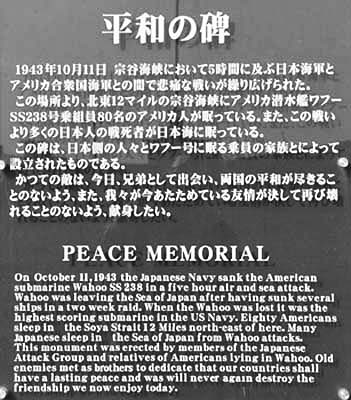 平和の碑
1943年10月11日 宗谷海峡において5時間に及ぶ日本海軍と
アメリカ合衆国海軍との間で悲痛な戦いが繰り広げられた。
この場所より、北東12マイルの宗谷海峡にアメリカ潜水艦ワフー
SS238号乗組員80名のアメリカ人が眠っている。また、この戦い
より多くの日本人の戦死者が日本海に眠っている。
この碑は、日本側の人々とワフー号に眠る乗員の家族とによって
設立されたものである。
かつての敵は、今日、兄弟として出会い、両国の平和が尽きるこ
とのないよう、また、我々が今あたためている友情が決して再び壊
れることのないよう、献身したい。
PEACE MEMORIAL
On October 11, 1943 the Japanese Navy sank the American
submarine Wahoo SS 238 in a five hour air and sea attack.
Wahoo was leaving the Sea of Japan after having sunk several
ships in a two week raid. When the Wahoo was lost it was the
highest scoring submarine in the US Navy. Eighty Americans
sleep in the Soya Strait 12 Miles north-east of here. Many
Japanese sleep in the Sea of Japan from Wahoo attacks.
This monument was erected by members of the Japanese
Attack Group and relatives of Americans lying in Wahoo. Old
enemies met as brothers to dedicate that our countries shall
have a lasting peace and was will never again destroy the
friendship we now enjoy today.